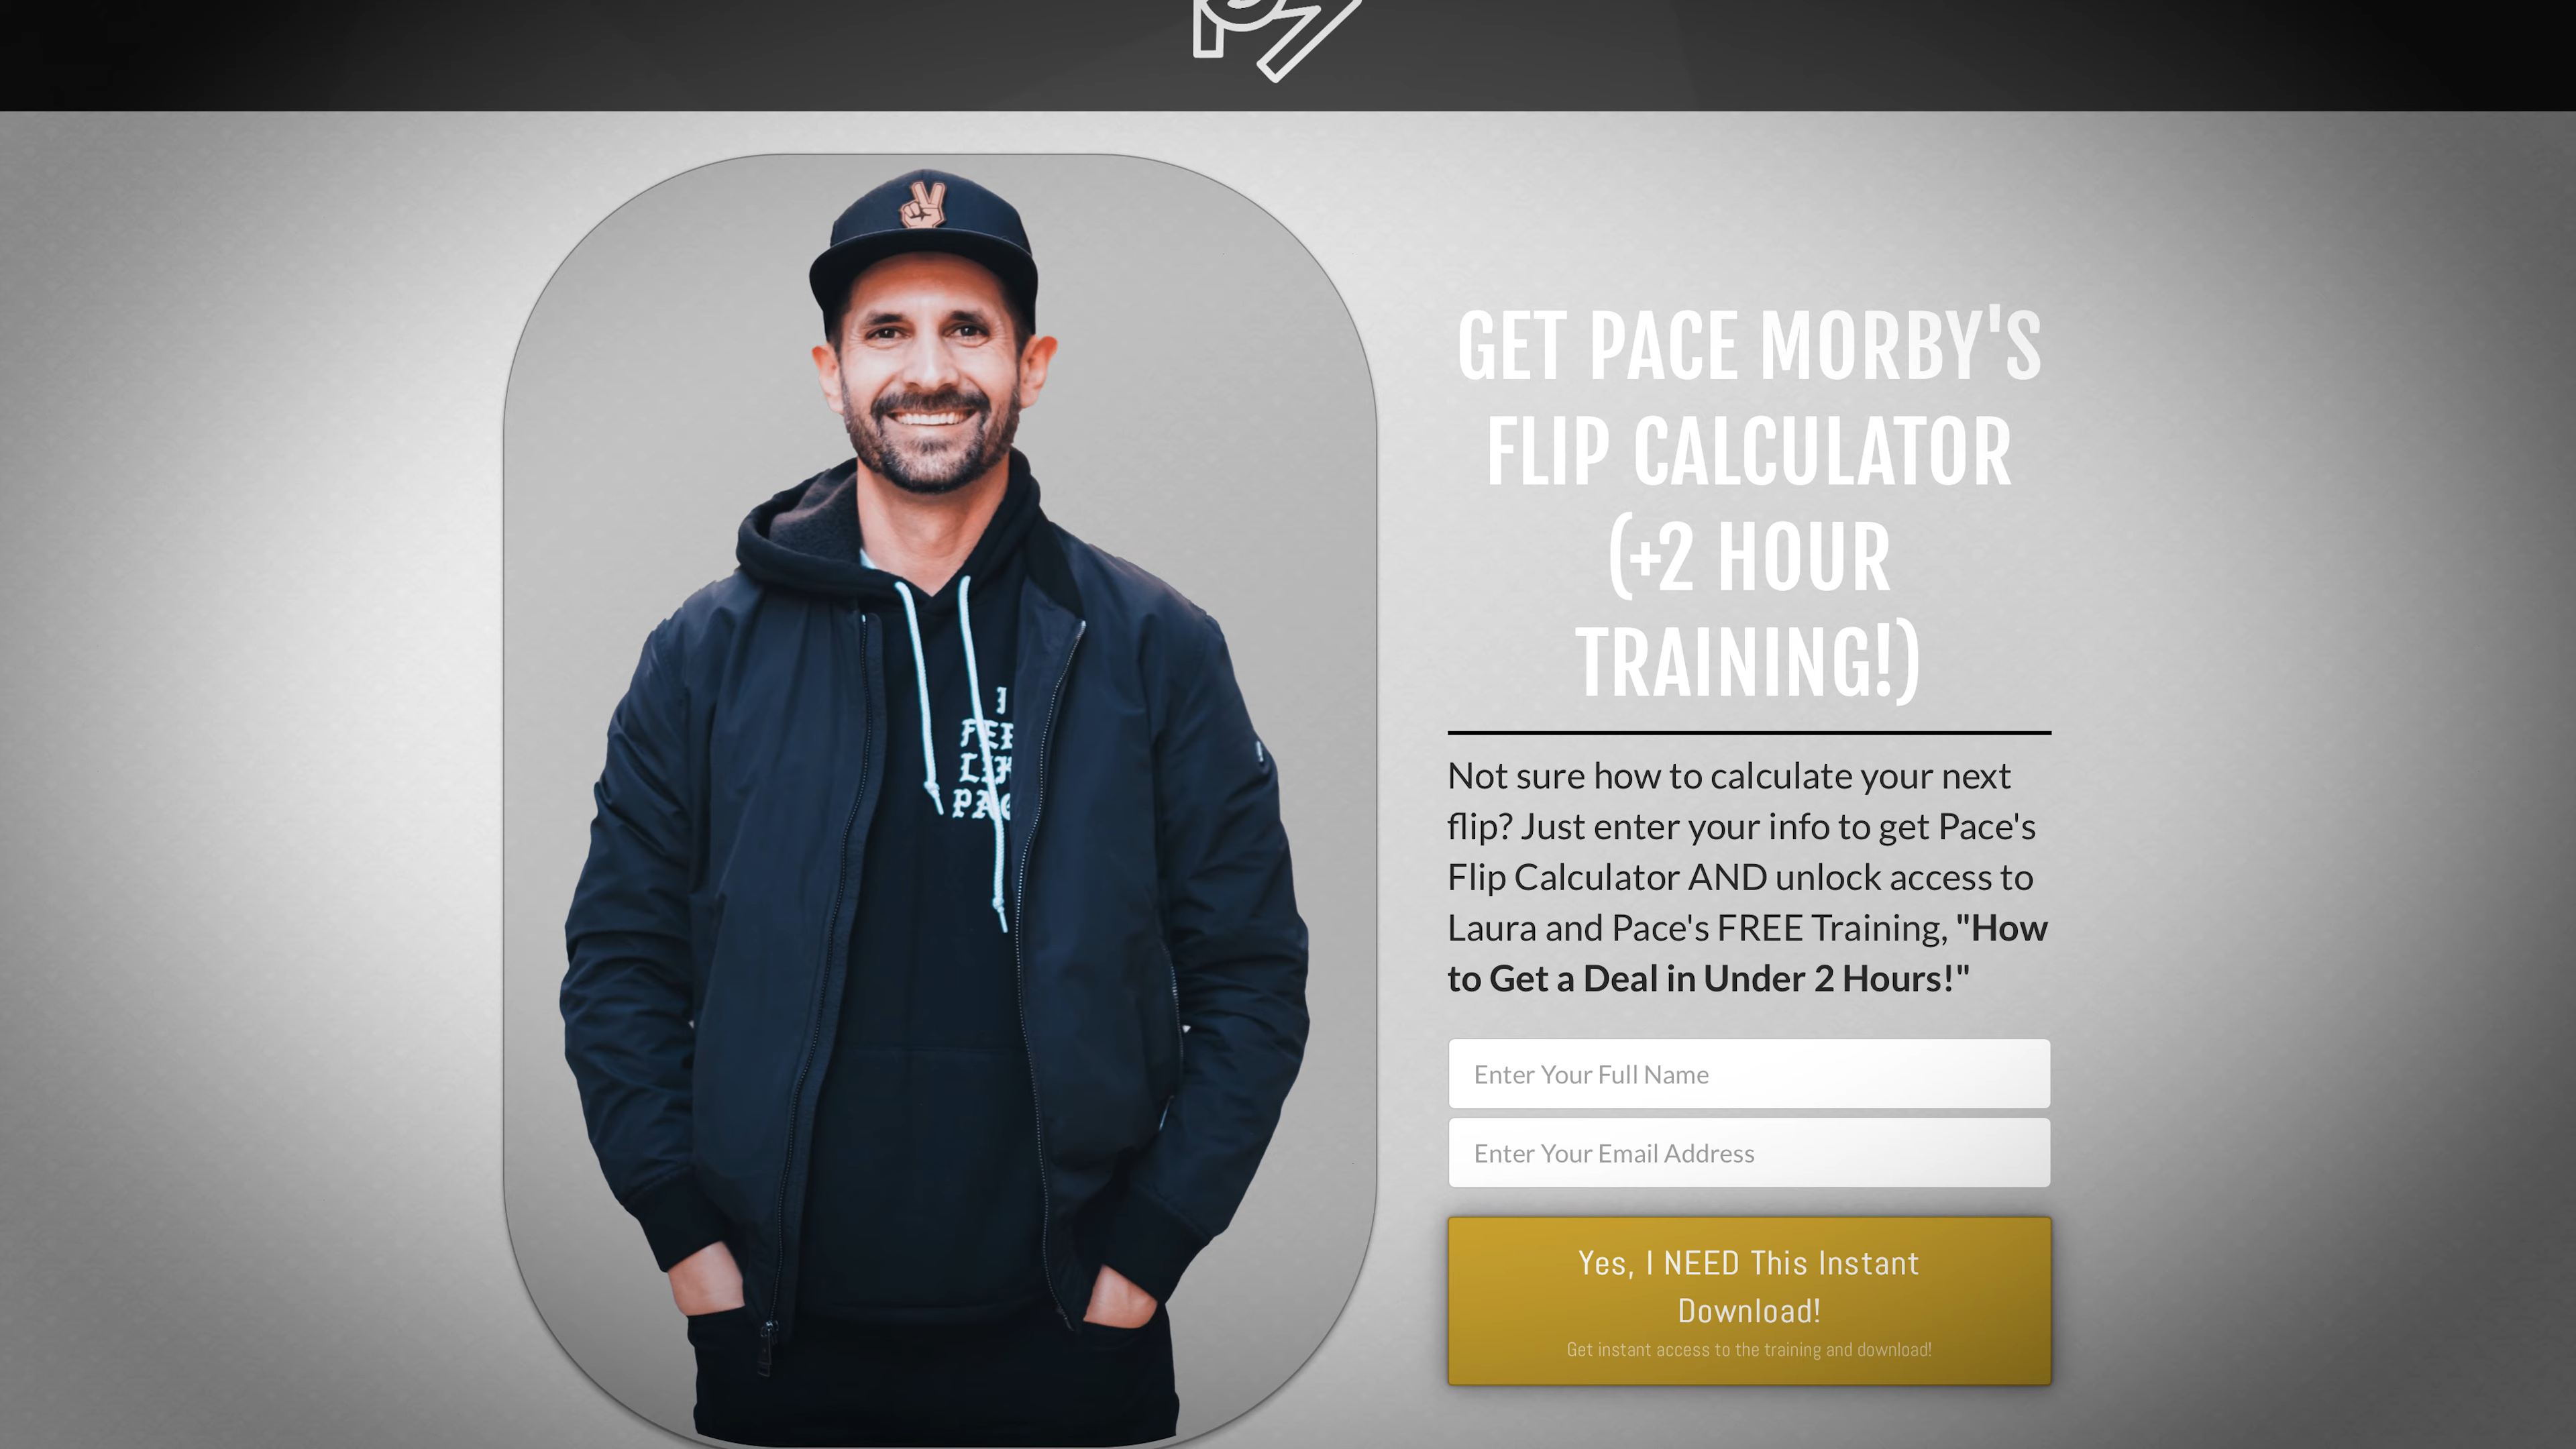 GET PACE MORBY'S
FLIP CALCULATOR
(+2 HOUR
TRAINING!)
I
LIK
Not sure how to calculate your next
flip? Just enter your info to get Pace's
Flip Calculator AND unlock access to
Laura and Pace's FREE Training, "How
to Get a Deal in Under 2 Hours!"
Enter Your Full Name
Enter Your Email Address
Yes, I NEED This Instant
Download!
Get instant access to the training and download!